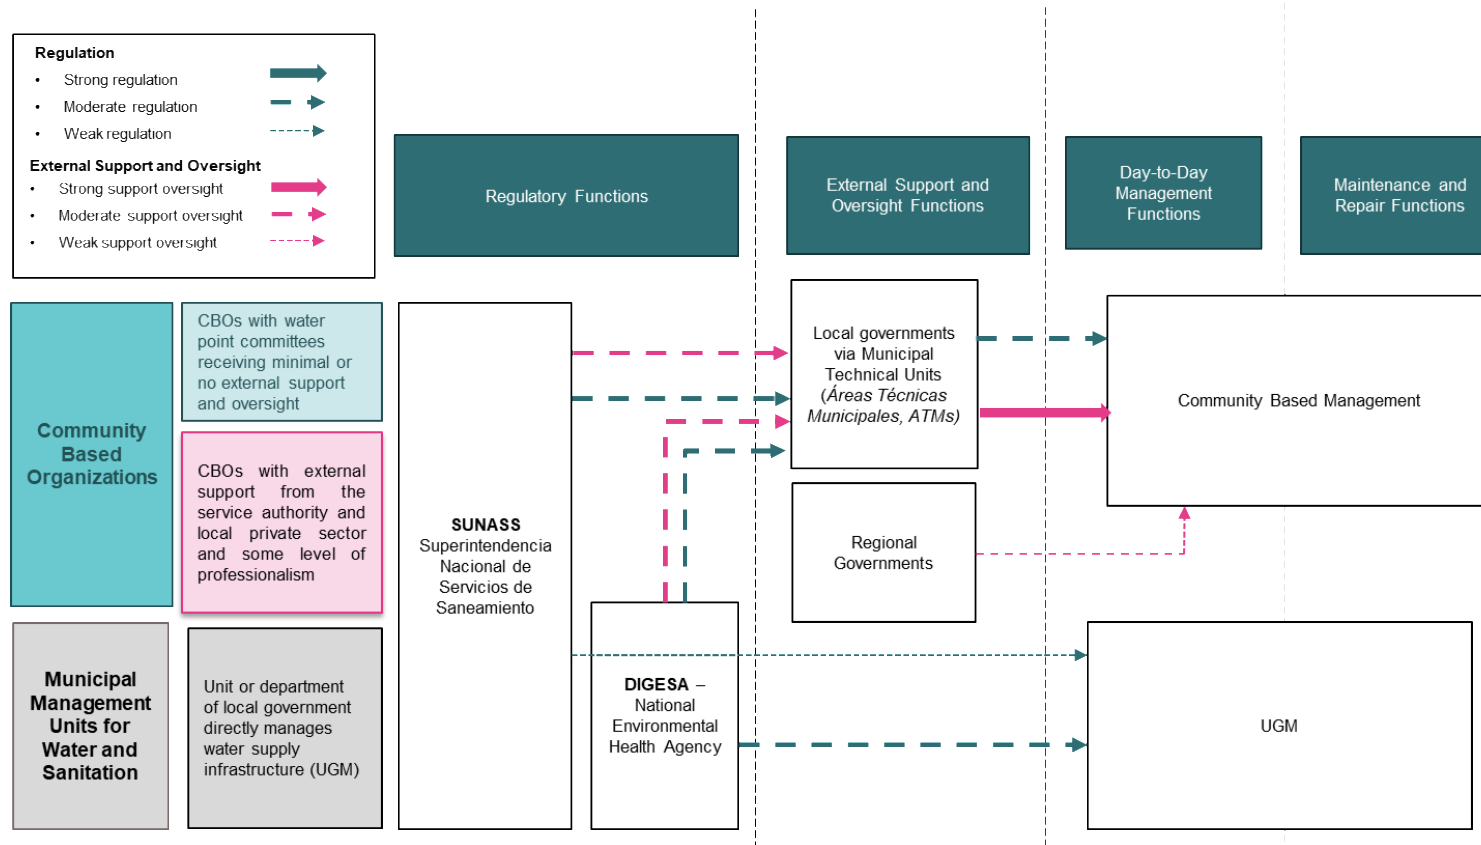 Regulation
• Strong regulation
• Moderate regulation
• Weak regulation
External Support and Oversight
• Strong support oversight
• Moderate support oversight
• Weak support oversight
Regulatory Functions
External Support and
Oversight Functions
Day-to-Day
Management
Functions
Maintenance and
Repair Functions
Community
Based
Organizations
CBOs with water
point committees
receiving minimal or
no external support
and oversight
CBOs with external
support from the
service authority and
local private sector
and some level of
professionalism
Municipal
Management
Units for
Water and
Sanitation
Unit or department
of local government
directly manages
water supply
infrastructure (UGM)
SUNASS
Superintendencia
Nacional de
Servicios de
Saneamiento
DIGESA –
National
Environmental
Health Agency
Local governments
via Municipal
Technical Units
(Áreas Técnicas
Municipales, ATMs)
Regional
Governments
Community Based Management
UGM